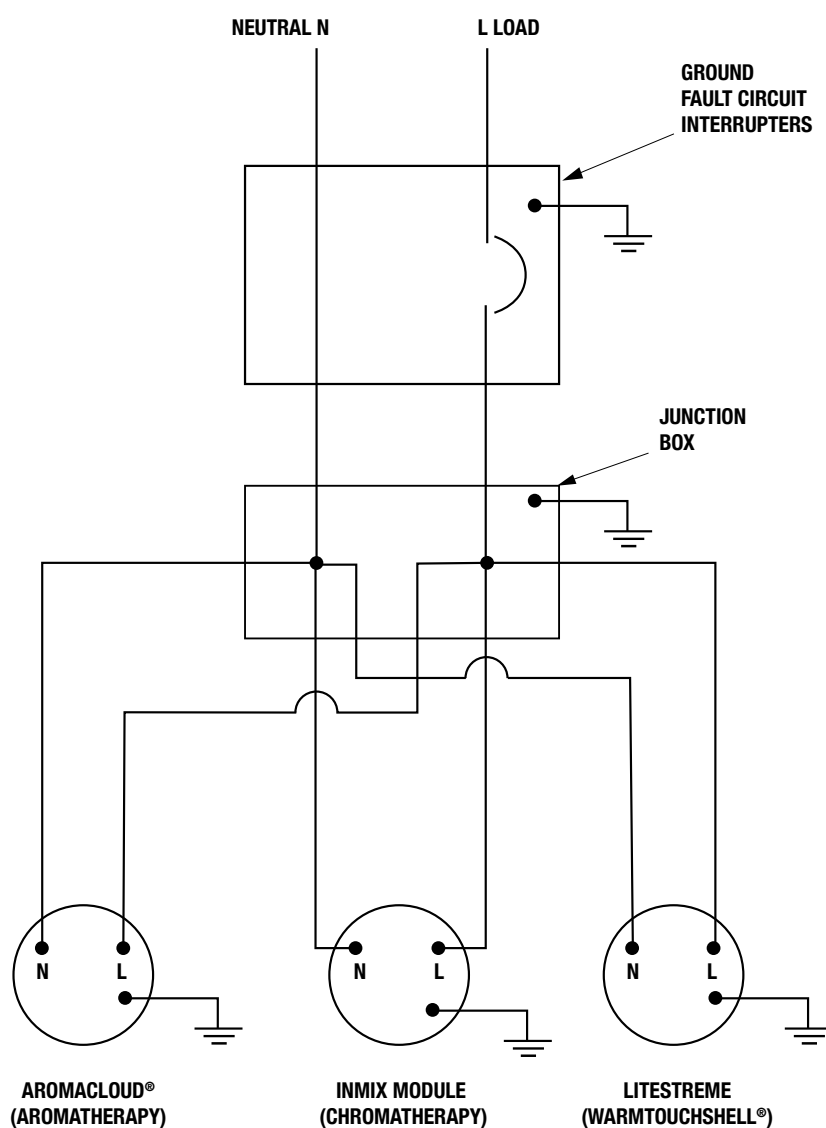 NEUTRAL N
L LOAD
GROUND
FAULT CIRCUIT
INTERRUPTERS
JUNCTION
BOX
N
L
N
L
N
L
AROMACLOUD®
(AROMATHERAPY)
INMIX MODULE
(CHROMATHERAPY)
LITESTREME
(WARMTOUCHSHELL®)